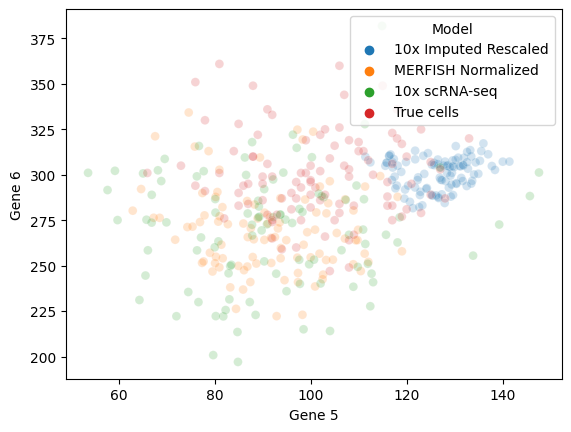 Model
10x Imputed Rescaled
MERFISH Normalized
10x scRNA-seq
True cells
375
350
325
300
275
250
225
200
Gene 6
60 80 100 120 140
Gene 5